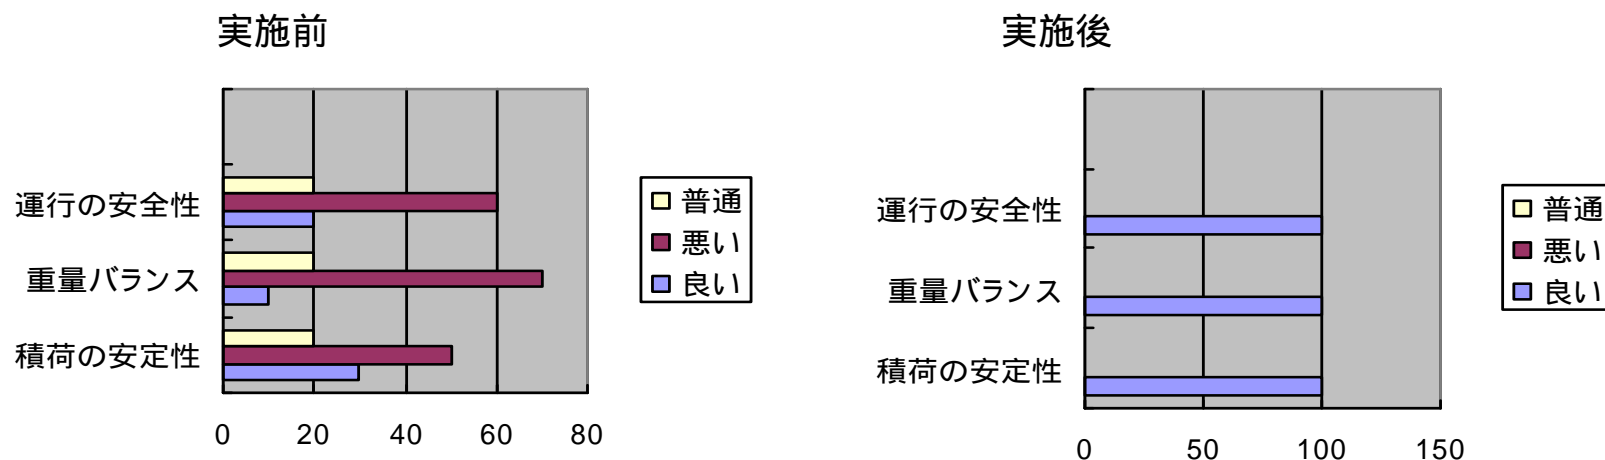 実施前
運行の安全性
重量バランス
積荷の安定性
0 20 40 60 80
普通
悪い
良い
実施後
運行の安全性
重量バランス
積荷の安定性
0 50 100 150
普通
悪い
良い